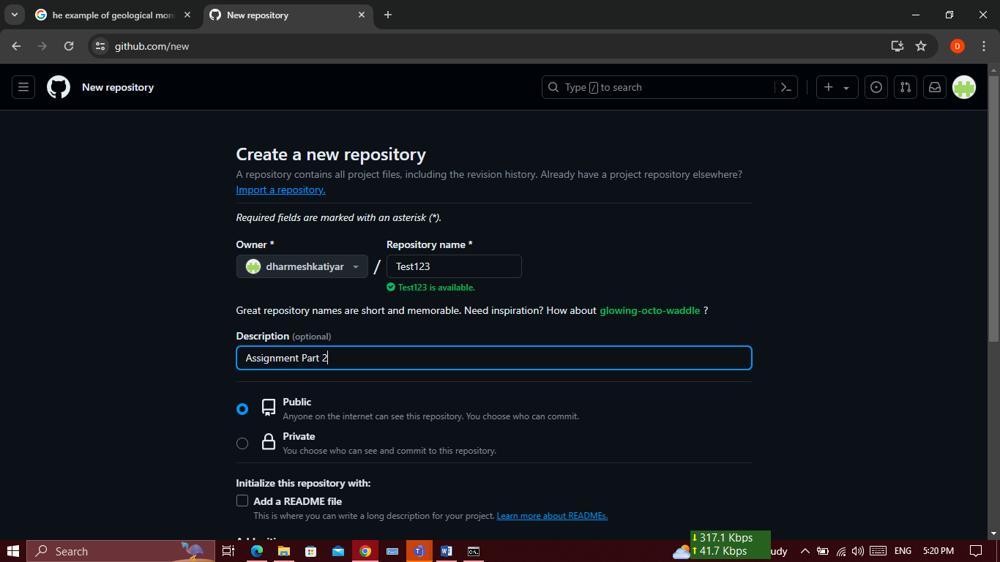 he example of geological mon
New repository
github.com/new
D
New repository
Type / to search
Create a new repository
A repository contains all project files, including the revision history. Already have a project repository elsewhere?
Import a repository.
Required fields are marked with an asterisk (*).
Owner *
Repository name *
dharmeshkatiyar
/
Test123
Test123 is available.
Great repository names are short and memorable. Need inspiration? How about glowing-octo-waddle ?
Description (optional)
Assignment Part 2
Public
Anyone on the internet can see this repository. You choose who can commit.
Private
You choose who can see and commit to this repository.
Initialize this repository with:
Add a README file
This is where you can write a long description for your project. Learn more about READMEs.
Search
317.1 Kbps
41.7 Kbps
udy
ENG
5:20 PM